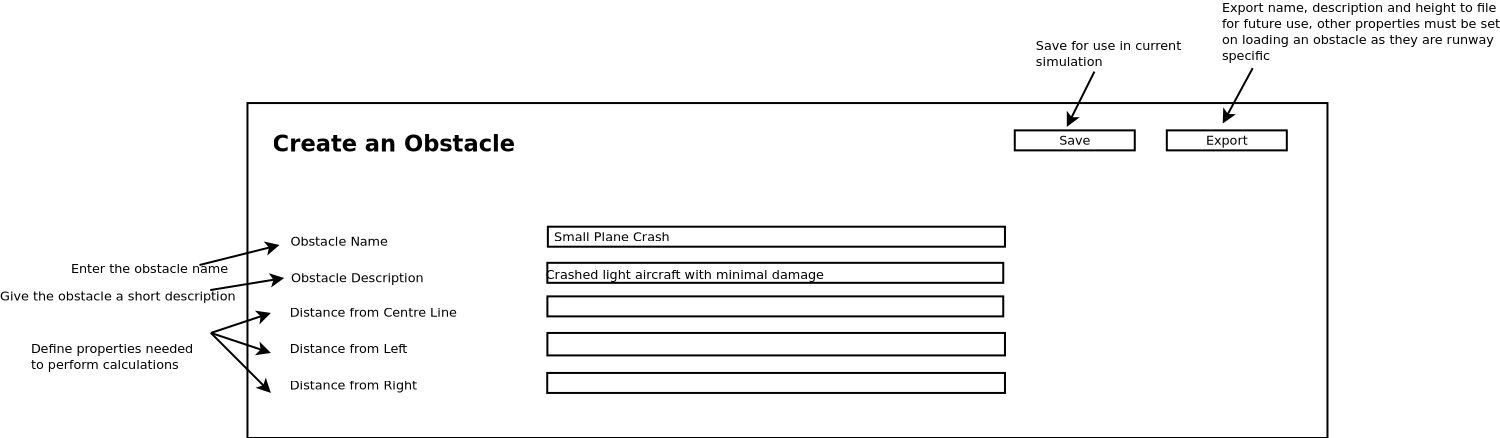 Export name, description and height to file
for future use, other properties must be set
on loading an obstacle as they are runway
specific
Save for use in current
simulation
Create an Obstacle
Save
Export
Obstacle Name
Small Plane Crash
Enter the obstacle name
Obstacle Description
Crashed light aircraft with minimal damage
Give the obstacle a short description
Distance from Centre Line
Define properties needed
to perform calculations
Distance from Left
Distance from Right